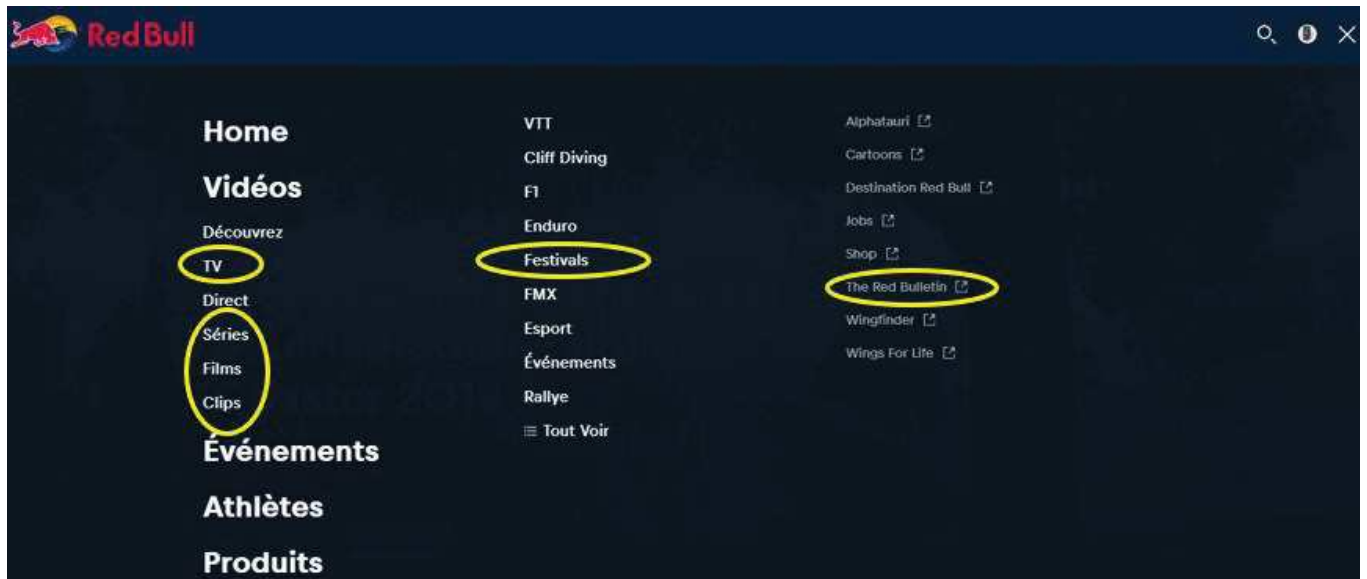 Red Bull
Home
Vidéos
Découvrez
TV
Direct
Séries
Films
Clips
Événements
Athlètes
Produits
VTT
Cliff Diving
F1
Enduro
Festivals
FMX
Esport
Événements
Rallye
Tout Voir
Alphatauri
Cartoons
Destination Red Bull
Jobs
Shop
The Red Bulletin
Wingfinder
Wings For Life